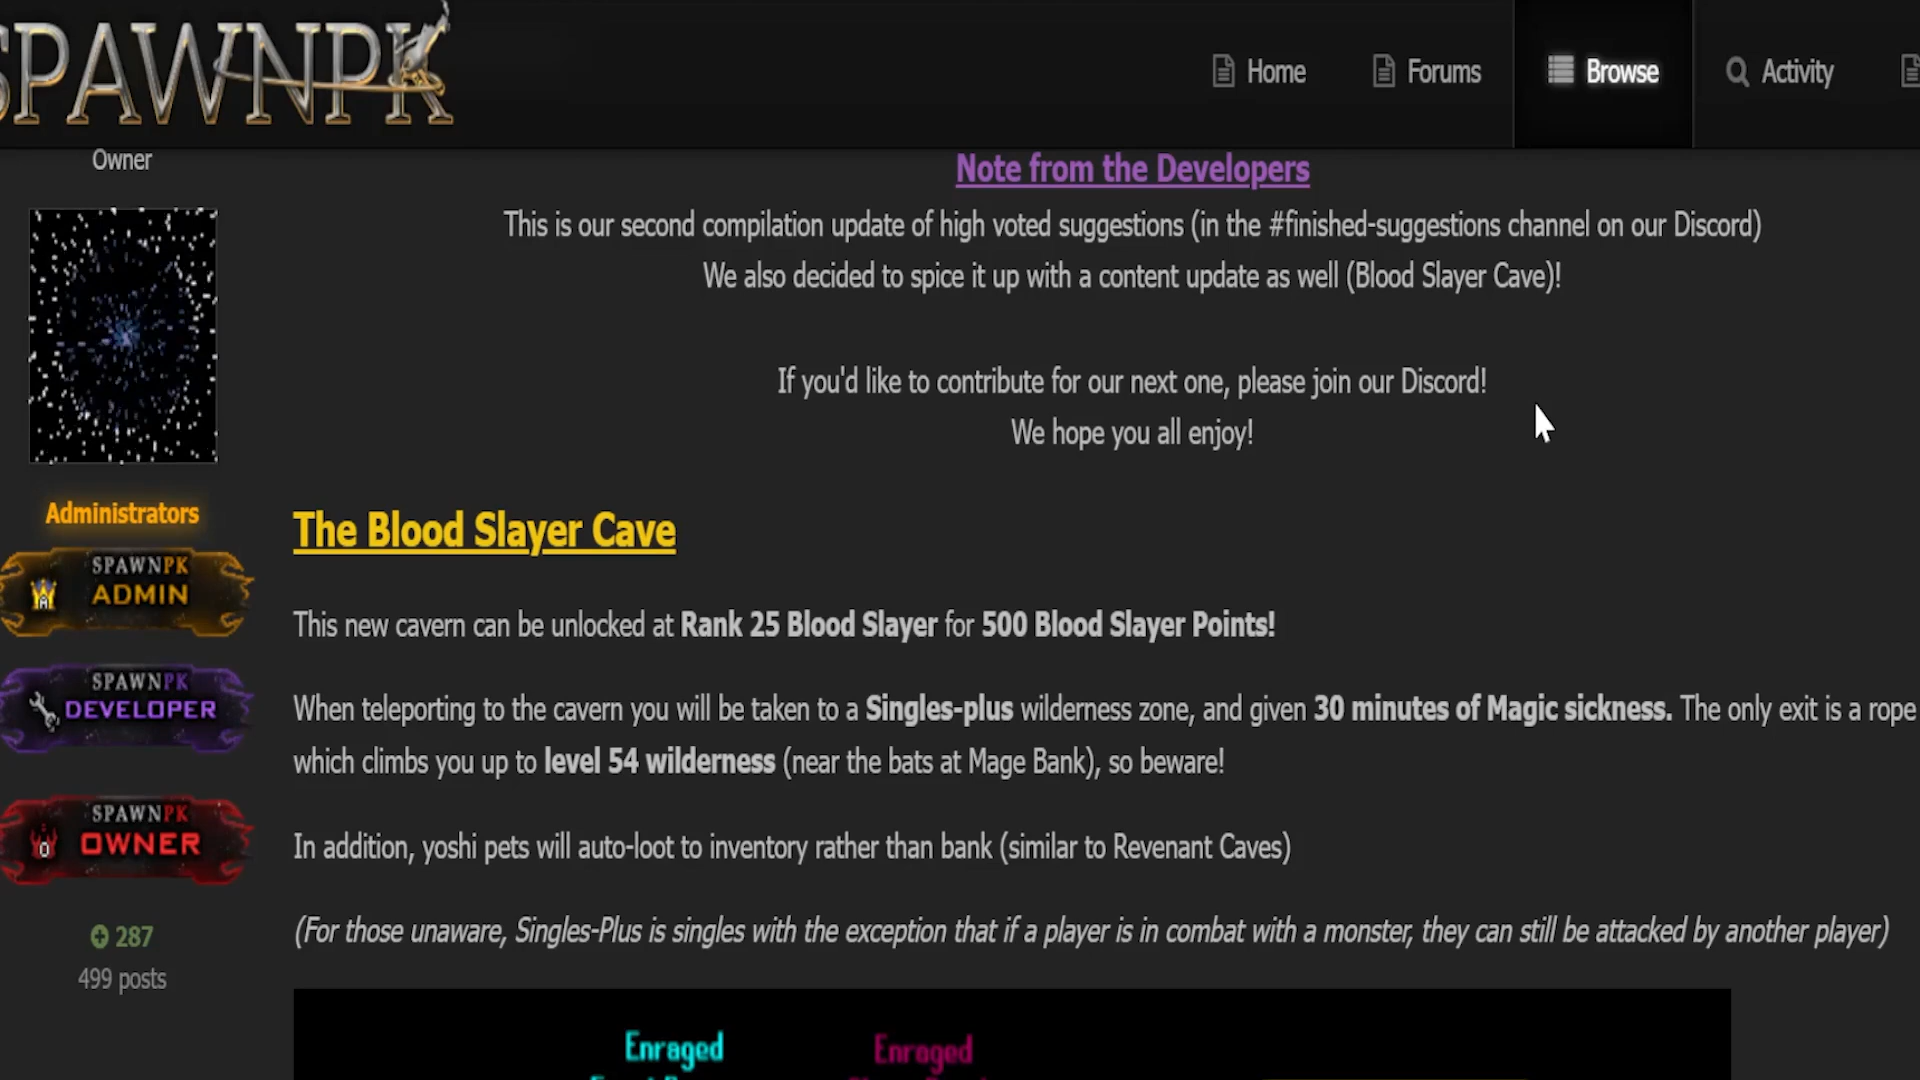 SPAWNPK
Home
Forums
Browse
Activity
Owner
Note from the Developers
This is our second compilation update of high voted suggestions (in the #finished-suggestions channel on our Discord)
We also decided to spice it up with a content update as well (Blood Slayer Cave)!
If you'd like to contribute for our next one, please join our Discord!
We hope you all enjoy!
Administrators
SPAWNPK
ADMIN
SPAWNPK
DEVELOPER
SPAWNPK
OWNER
287
499 posts
The Blood Slayer Cave
This new cavern can be unlocked at Rank 25 Blood Slayer for 500 Blood Slayer Points!
When teleporting to the cavern you will be taken to a Singles-plus wilderness zone, and given 30 minutes of Magic sickness. The only exit is a rope
which climbs you up to level 54 wilderness (near the bats at Mage Bank), so beware!
In addition, yoshi pets will auto-loot to inventory rather than bank (similar to Revenant Caves)
(For those unaware, Singles-Plus is singles with the exception that if a player is in combat with a monster, they can still be attacked by another player)
Enraged
Enraged